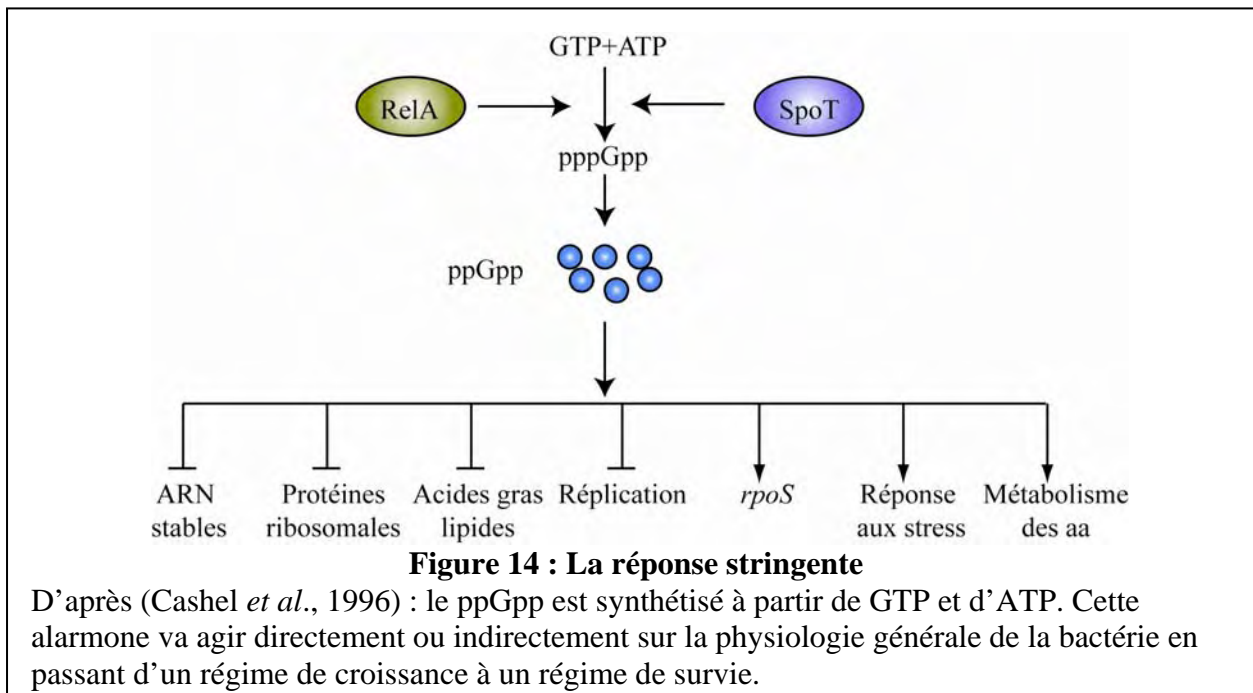 GTP+ATP
RelA
SpoT
pppGpp
ppGpp
ARN stables
Protéines ribosomales
Acides gras lipides
Réplication
rpoS
Réponse aux stress
Métabolisme des aa
Figure 14 : La réponse stringente
D’après (Cashel et al., 1996) : le ppGpp est synthétisé à partir de GTP et d’ATP. Cette
alarmone va agir directement ou indirectement sur la physiologie générale de la bactérie en
passant d’un régime de croissance à un régime de survie.